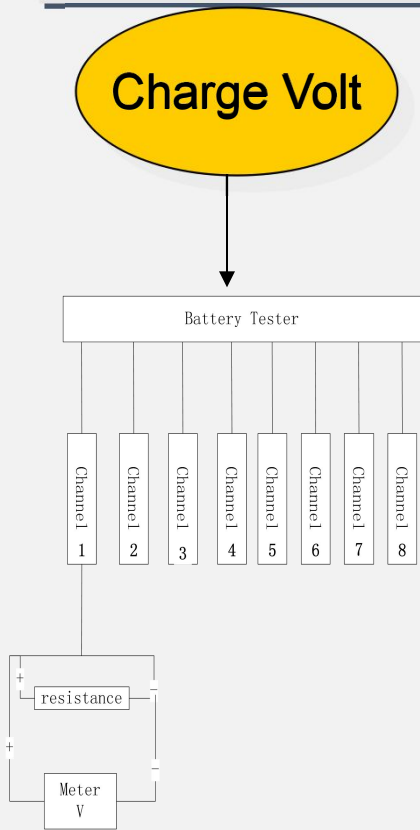 Charge Volt
Battery Tester
Channel 1
Channel 2
Channel 3
Channel 4
Channel 5
Channel 6
Channel 7
Channel 8
+
-
resistance
+
-
Meter
V